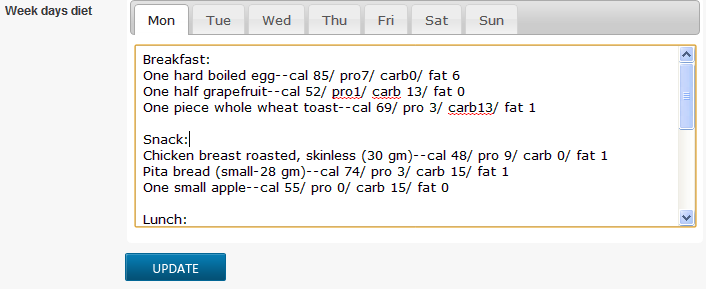 Week days diet
Mon Tue Wed Thu Fri Sat Sun
Breakfast:
One hard boiled egg--cal 85/ pro7/ carb0/ fat 6
One half grapefruit--cal 52/ pro1/ carb 13/ fat 0
One piece whole wheat toast--cal 69/ pro 3/ carb13/ fat 1
Snack:
Chicken breast roasted, skinless (30 gm)--cal 48/ pro 9/ carb 0/ fat 1
Pita bread (small-28 gm)--cal 74/ pro 3/ carb 15/ fat 1
One small apple--cal 55/ pro 0/ carb 15/ fat 0
Lunch:
UPDATE